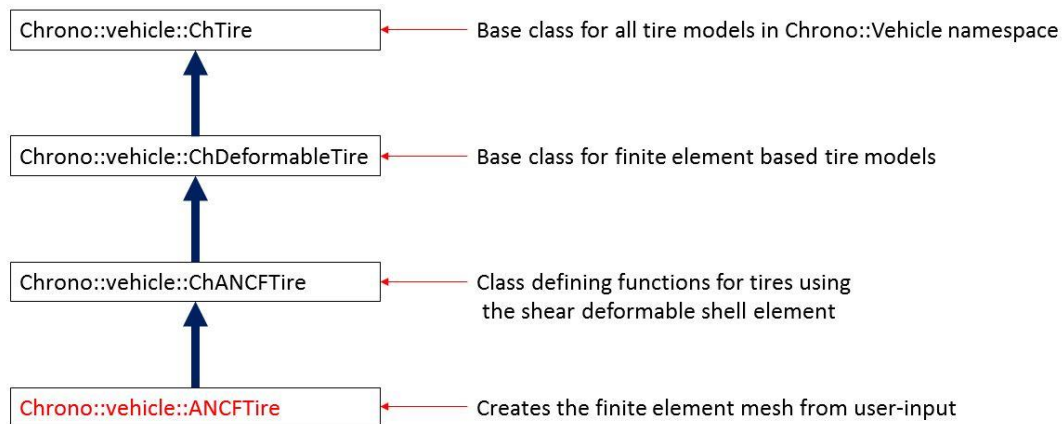 Chrono::vehicle::ChTire
Base class for all tire models in Chrono::Vehicle namespace
Chrono::vehicle::ChDeformableTire
Base class for finite element based tire models
Chrono::vehicle::ChANCFTire
Class defining functions for tires using
the shear deformable shell element
Chrono::vehicle::ANCFTire
Creates the finite element mesh from user-input